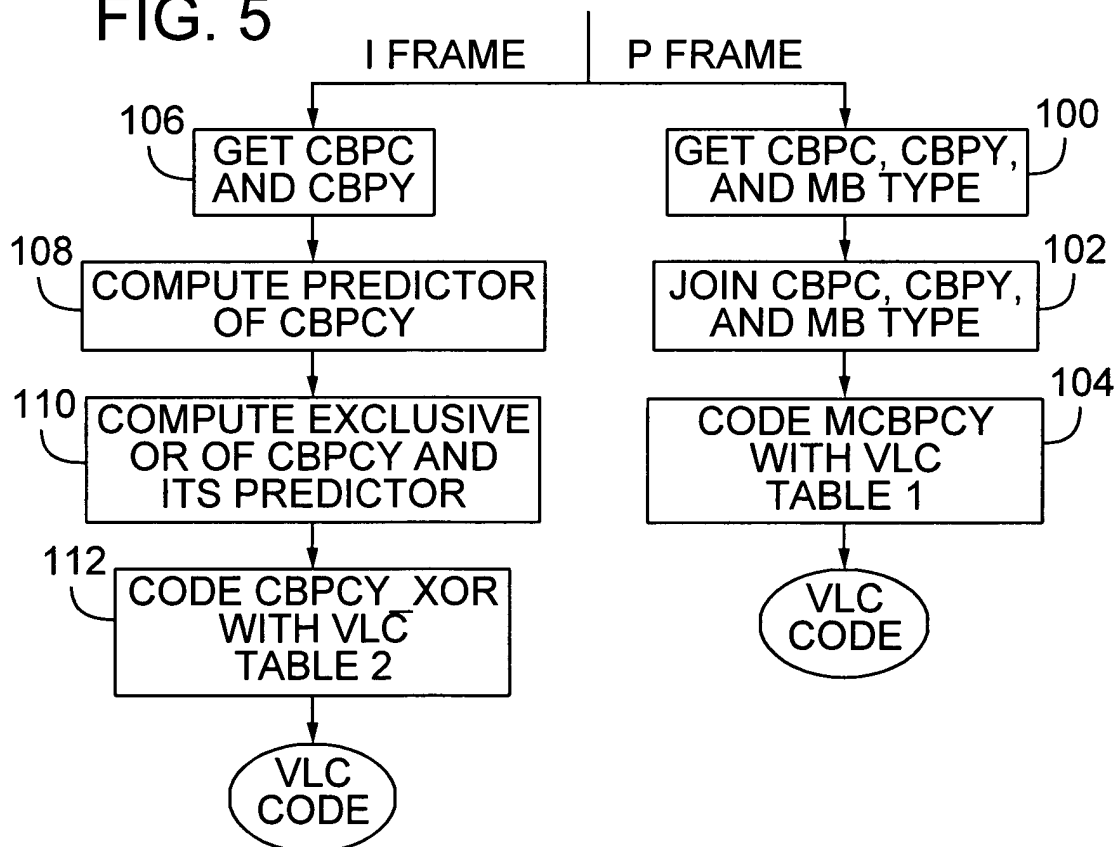 FIG. 5
I FRAME
P FRAME
106
GET CBPC
AND CBPY
108
COMPUTE PREDICTOR
OF CBPCY
110
COMPUTE EXCLUSIVE
OR OF CBPCY AND
ITS PREDICTOR
112
CODE CBPCY_XOR
WITH VLC
TABLE 2
VLC
CODE
100
GET CBPC, CBPY,
AND MB TYPE
102
JOIN CBPC, CBPY,
AND MB TYPE
104
CODE MCBPCY
WITH VLC
TABLE 1
VLC
CODE